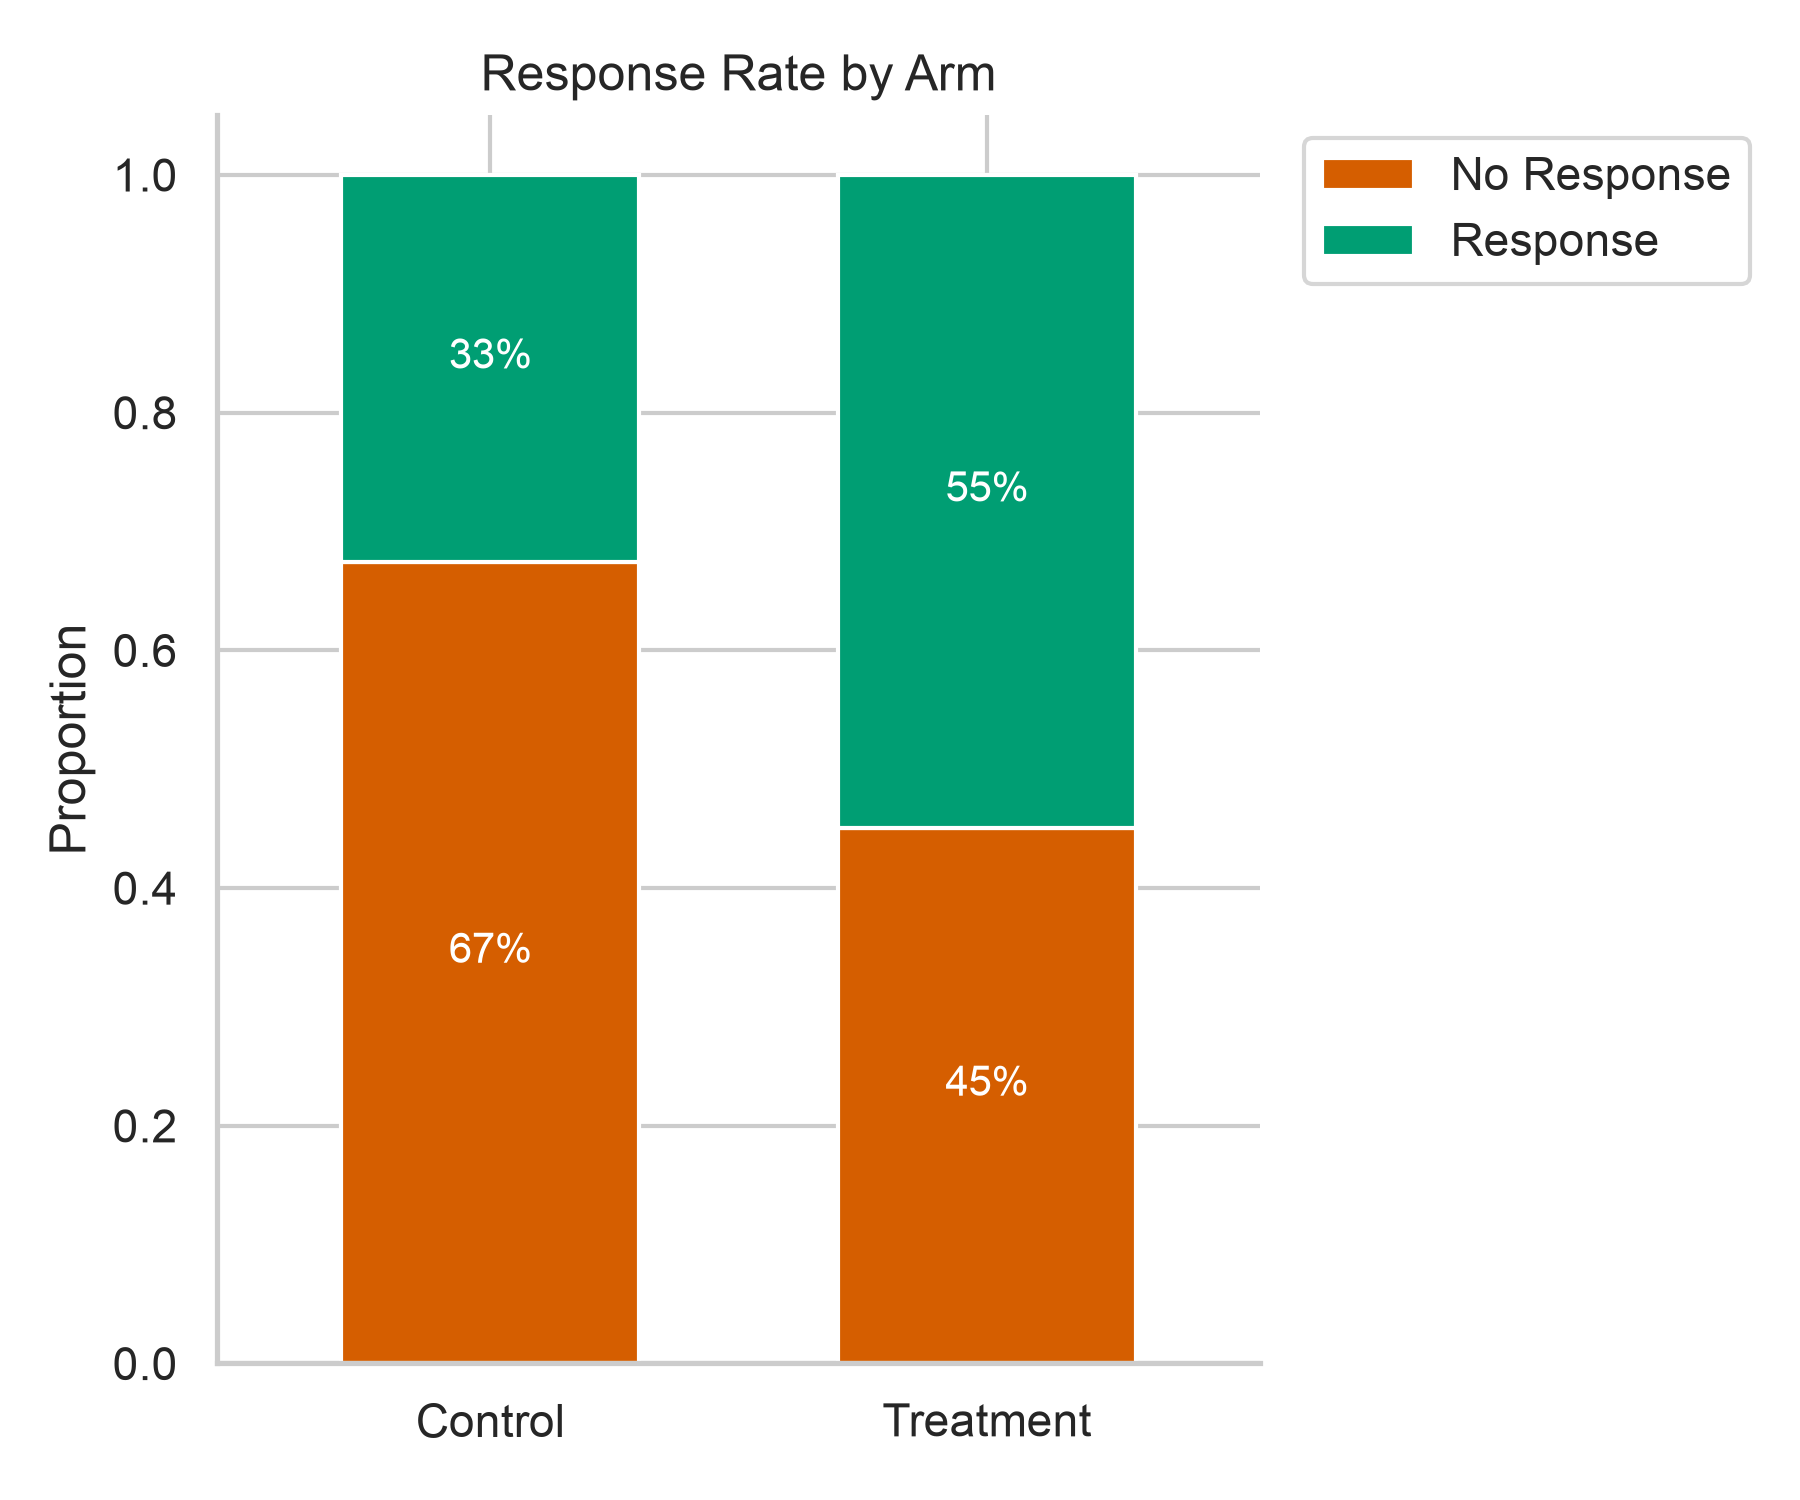 Response Rate by Arm
No Response
Response
Proportion
1.0
0.8
0.6
0.4
0.2
0.0
33%
55%
67%
45%
Control
Treatment